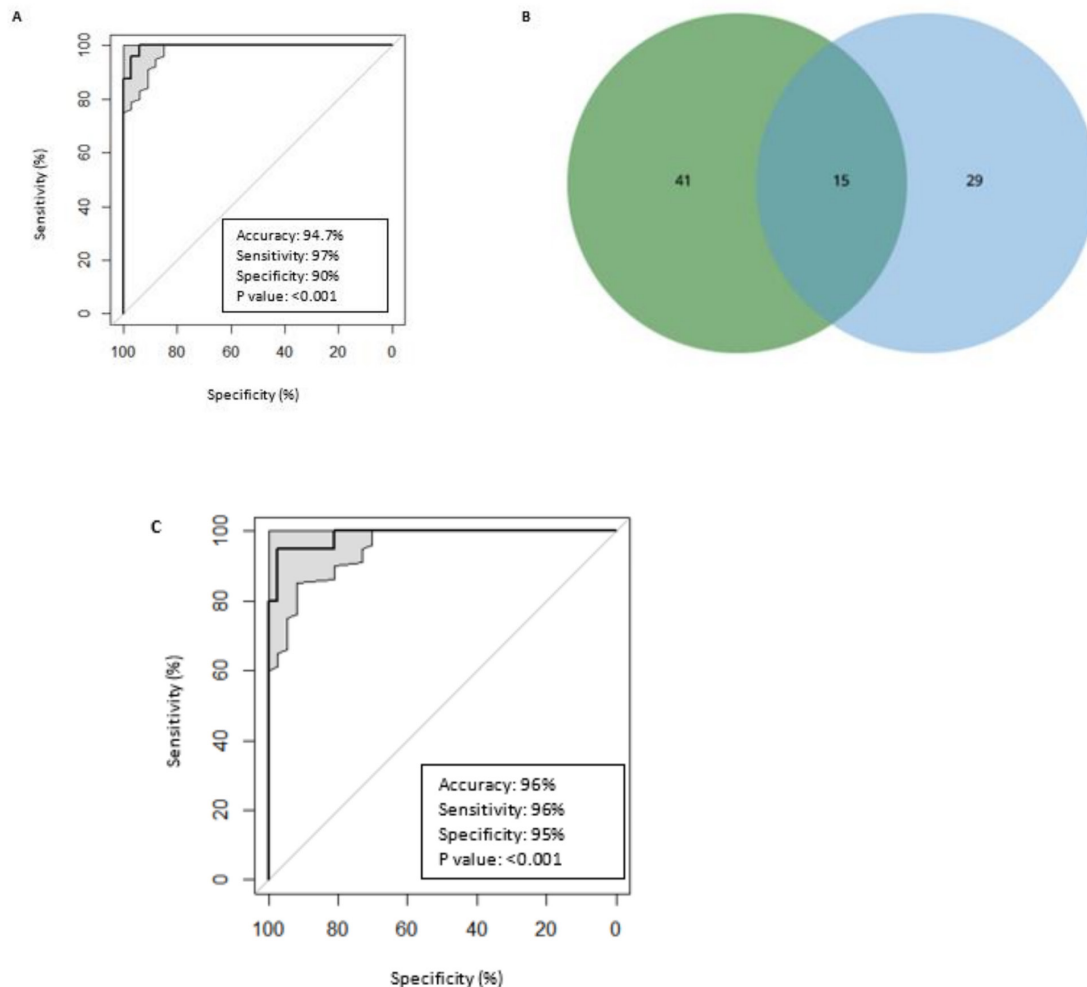 A
100
80
60
40
20
0
Sensitivity (%)
Accuracy: 94.7%
Sensitivity: 97%
Specificity: 90%
P value: <0.001
100 80 60 40 20 0
Specificity (%)
B
41 15 29
C
100
80
60
40
20
0
Sensitivity (%)
Accuracy: 96%
Sensitivity: 96%
Specificity: 95%
P value: <0.001
100 80 60 40 20 0
Specificity (%)